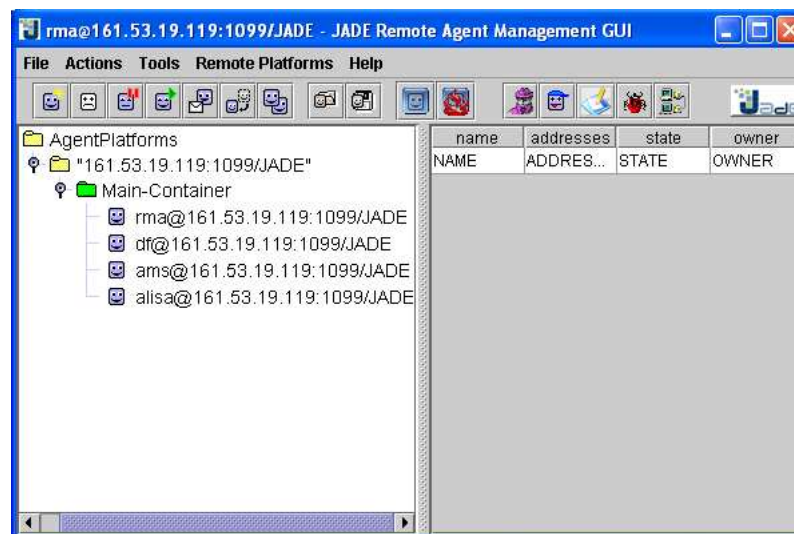 rma@161.53.19.119:1099/JADE - JADE Remote Agent Management GUI
File Actions Tools Remote Platforms Help
Jade
AgentPlatforms
"161.53.19.119:1099/JADE"
Main-Container
rma@161.53.19.119:1099/JADE
df@161.53.19.119:1099/JADE
ams@161.53.19.119:1099/JADE
alisa@161.53.19.119:1099/JADE
name addresses state owner
NAME ADDRES... STATE OWNER